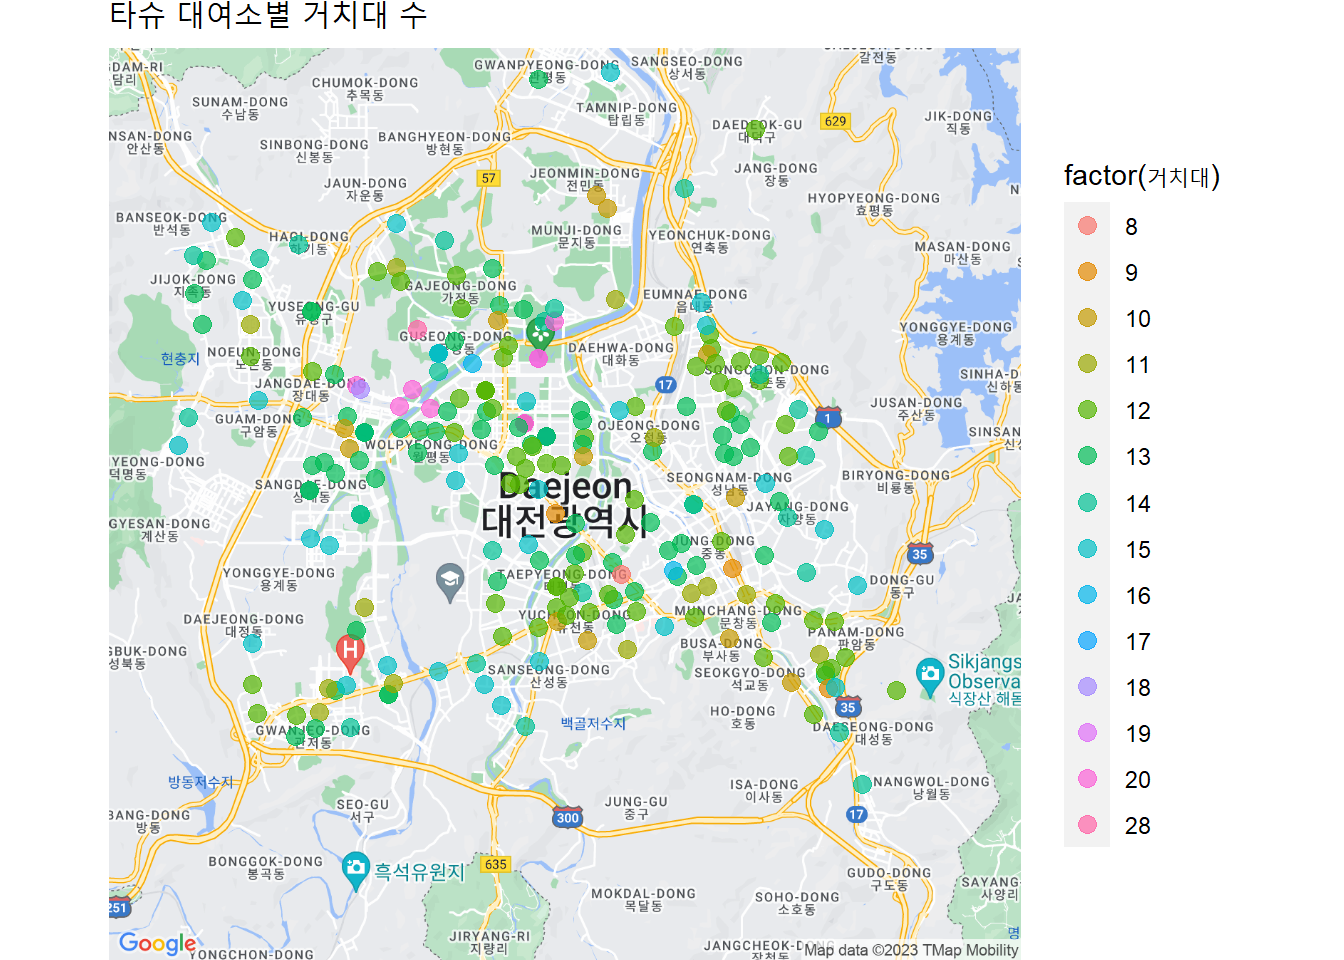 타슈 대여소별 거치대 수
갈전동
DAM-RI
담리
GWANPYEONG-DONG
관평동
SANGSEO-DONG
상서동
CHUMOK-DONG
추목동
SUNAM-DONG
수남동
TAMNIP-DONG
탑립동
DAEDEOK-GU
대덕구
629
JIK-DONG
직동
NSAN-DONG
안산동
SINBONG-DONG
신봉동
BANGHYEON-DONG
방현동
57
JEONMIN-DONG
전민동
JANG-DONG
장동
JAUN-DONG
자운동
HYOPYEONG-DONG
효평동
BANSEOK-DONG
반석동
HAGI-DONG
하기동
MUNJI-DONG
문지동
YEONCHUK-DONG
연축동
MASAN-DONG
마산동
JIJOK-DONG
지족동
GAJEONG-DONG
가정동
EUMNAE-DONG
읍내동
YUSEONG-GU
유성구
GUSEONG-DONG
구성동
YONGGYE-DONG
용계동
현충지
NOEUN-DONG
노은동
DAEHWA-DONG
대화동
SONGCHON-DONG
송촌동
SINHA-D
신하동
JANGDAE-DONG
장대동
17
1
JUSAN-DONG
주산동
GUAM-DONG
구암동
OJEONG-DONG
오정동
SINSAN
WOLPYEONG-DONG
월평동
YEONG-DONG
덕명동
SANGDAE-DONG
상대동
Daejeon
대전광역시
SEONGNAM-DONG
성남동
BIRYONG-DONG
비룡동
GYESAN-DONG
계산동
JAYANG-DONG
자양동
JUNG-DONG
중동
35
YONGGYE-DONG
용계동
TAEPYEONG-DONG
DONG-GU
동구
DAEJEONG-DONG
대정동
YUCHEON-DONG
유천동
MUNCHANG-DONG
문창동
PANAM-DONG
판암동
GBUK-DONG
성북동
H
BUSA-DONG
부사동
SANSEONG-DONG
산성동
SEOKGYO-DONG
석교동
Sikjangs
Observa
식장산 해돋
35
HO-DONG
호동
GWANJEO-DONG
관저동
백골저수지
DAESEONG-DONG
대성동
방동저수지
ISA-DONG
이사동
NANGWOL-DONG
낭월동
SEO-GU
서구
JUNG-GU
중구
BANG-DONG
방동
300
17
BONGGOK-DONG
봉곡동
흑석유원지
635
GUDO-DONG
구도동
MOKDAL-DONG
목달동
SOHO-DONG
소호동
SAYANG-
사양리
251
JIRYANG-RI
지량리
Google
YONGCHON-DONG
JANGCHEOK-DONG
장척동
Map data ©2023 TMap Mobility
factor(거치대)
8
9
10
11
12
13
14
15
16
17
18
19
20
28